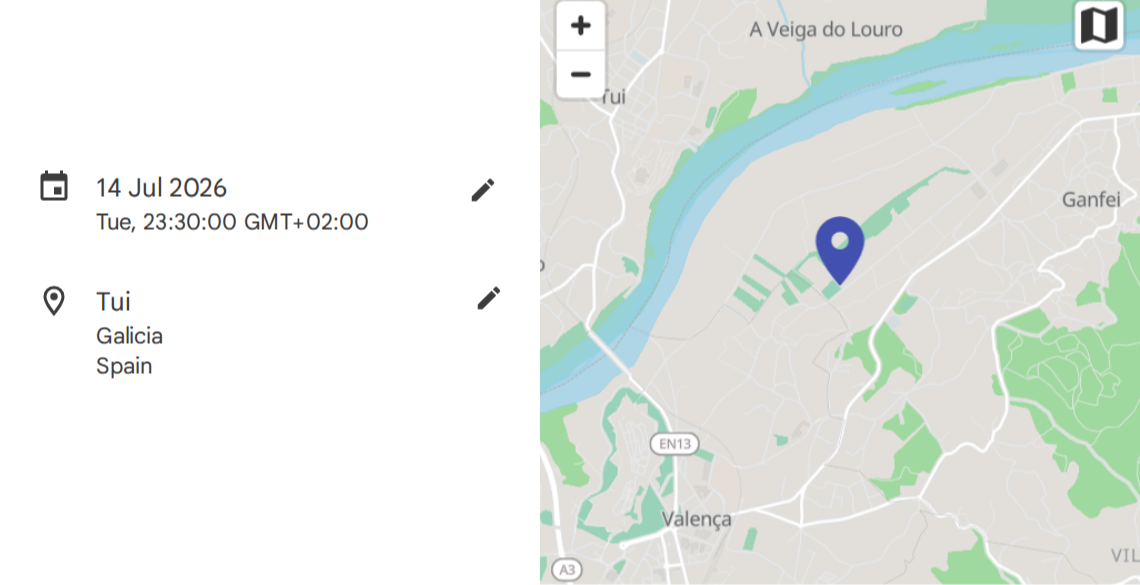 14 Jul 2026
Tue, 23:30:00 GMT+02:00
Tui
Galicia
Spain
+
−
A Veiga do Louro
Tui
Ganfei
EN13
Valença
A3